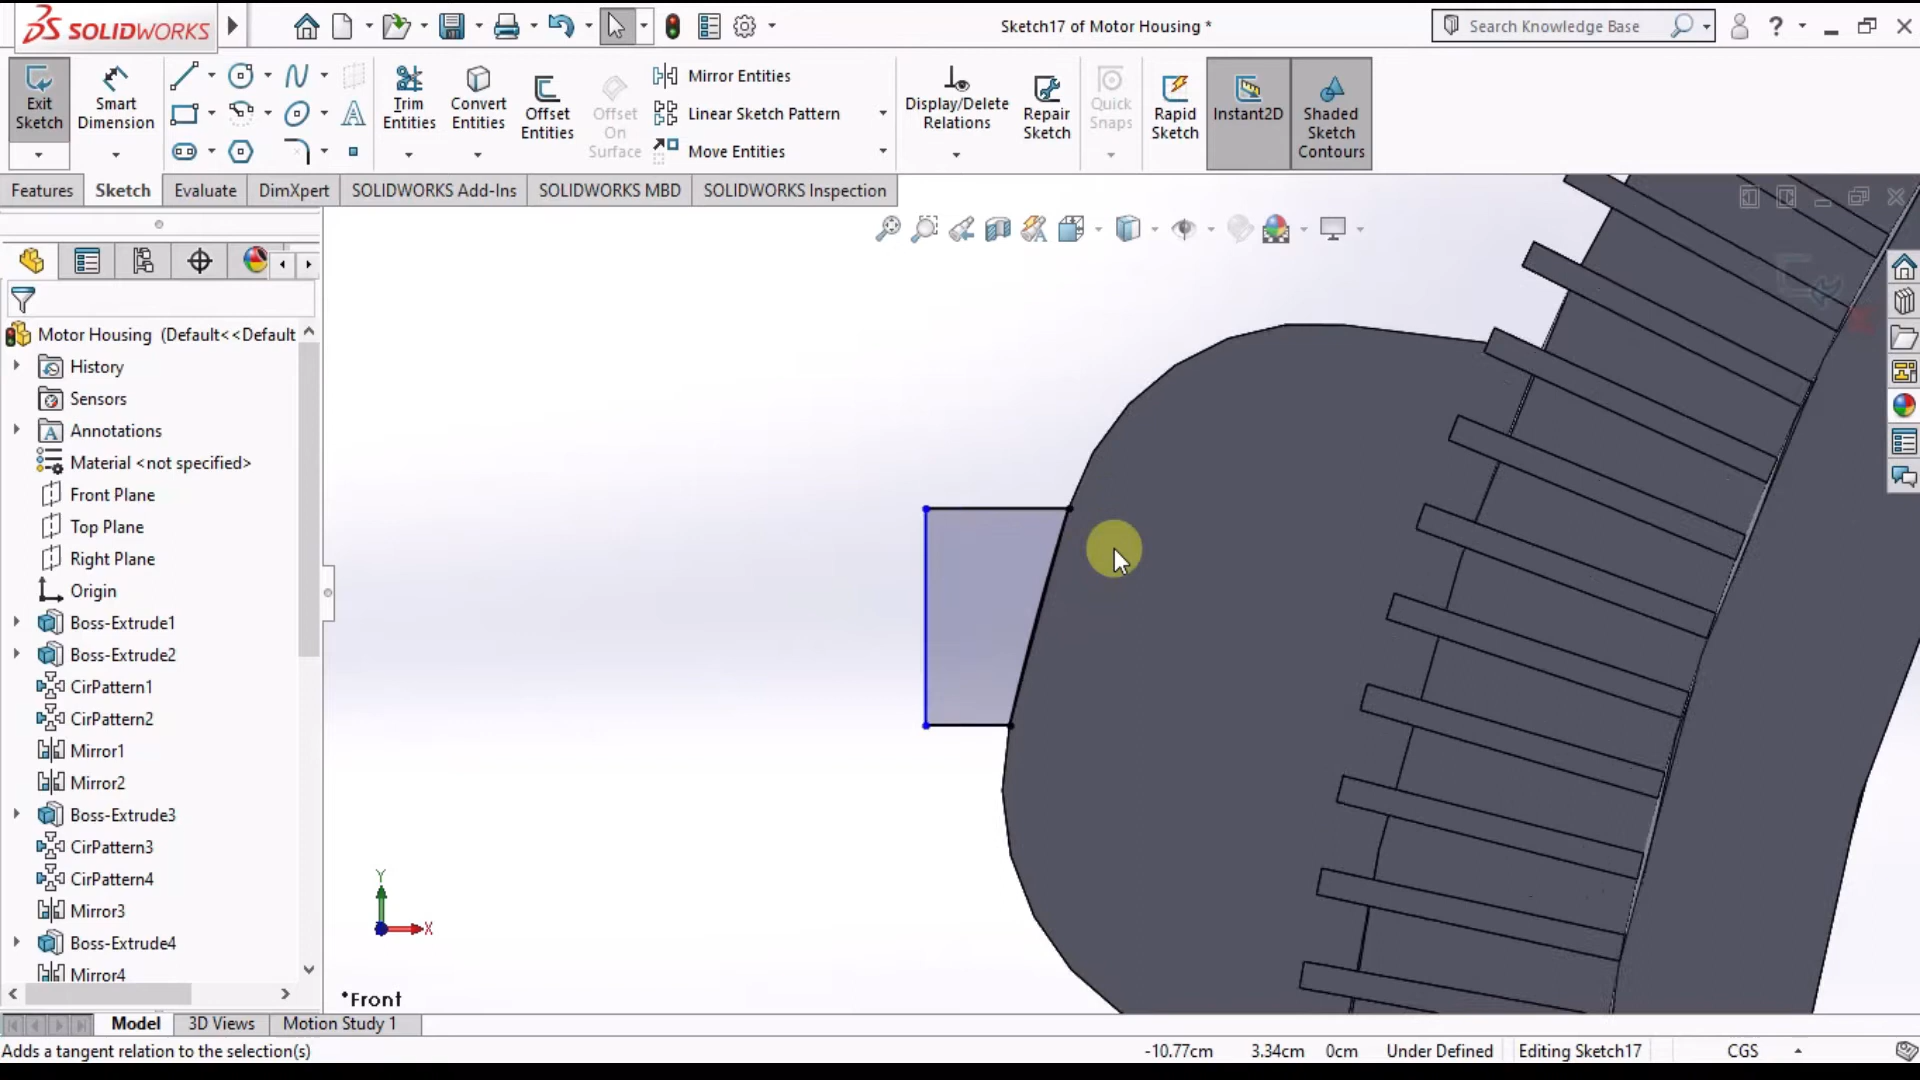 SOLIDWORKS
Sketch17 of Motor Housing *
Search Knowledge Base
Exit Sketch
Smart Dimension
Trim Entities
Convert Entities
Offset Entities
Offset On Surface
Mirror Entities
Linear Sketch Pattern
Move Entities
Display/Delete Relations
Repair Sketch
Quick Snaps
Rapid Sketch
Instant2D
Shaded Sketch Contours
Features
Sketch
Evaluate
DimXpert
SOLIDWORKS Add-Ins
SOLIDWORKS MBD
SOLIDWORKS Inspection
Motor Housing (Default<<Default
History
Sensors
Annotations
Material <not specified>
Front Plane
Top Plane
Right Plane
Origin
Boss-Extrude1
Boss-Extrude2
CirPattern1
CirPattern2
Mirror1
Mirror2
Boss-Extrude3
CirPattern3
CirPattern4
Mirror3
Boss-Extrude4
Mirror4
Y
X
*Front
Model
3D Views
Motion Study 1
Adds a tangent relation to the selection(s)
-10.77cm
3.34cm
0cm
Under Defined
Editing Sketch17
CGS